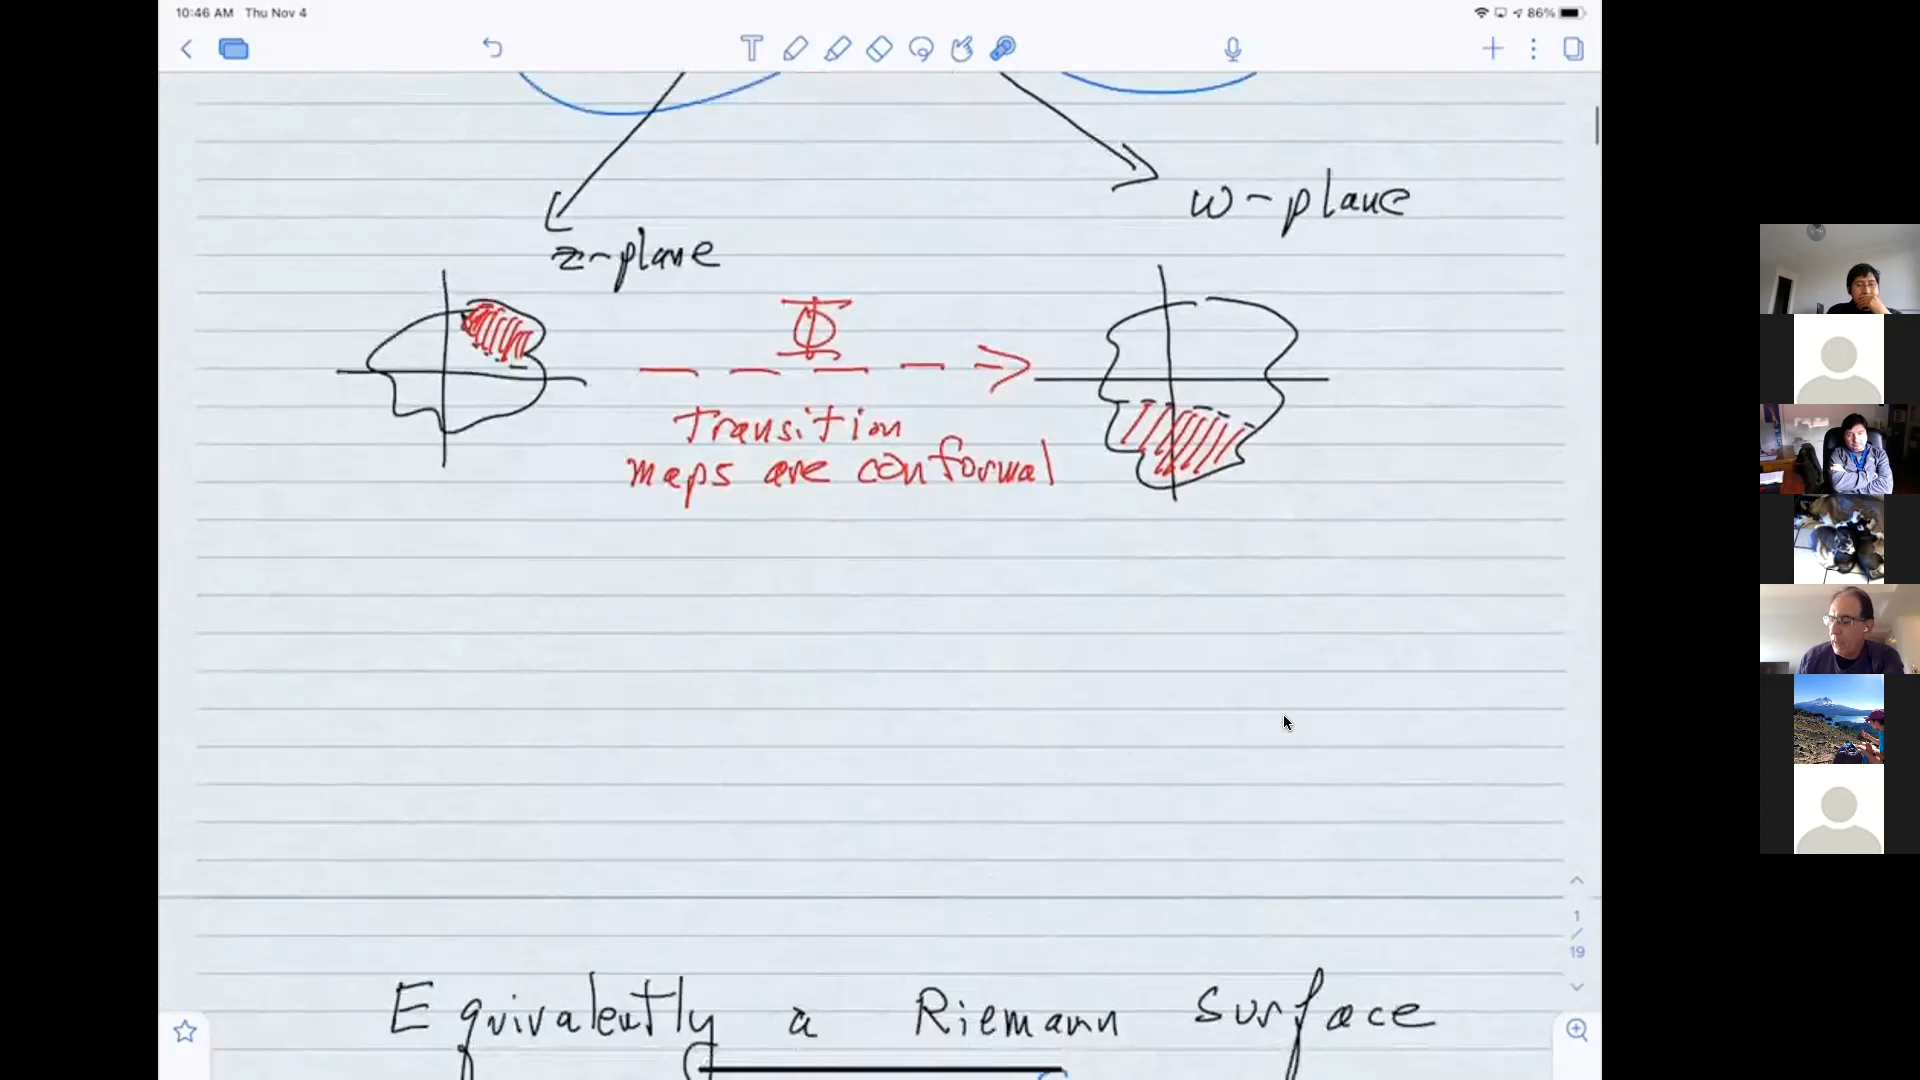 10:46 AM Thu Nov 4
86%
T
w-plane
z-plane
Φ
Transition
maps are conformal
1
/
19
Equivalently a Riemann Surface